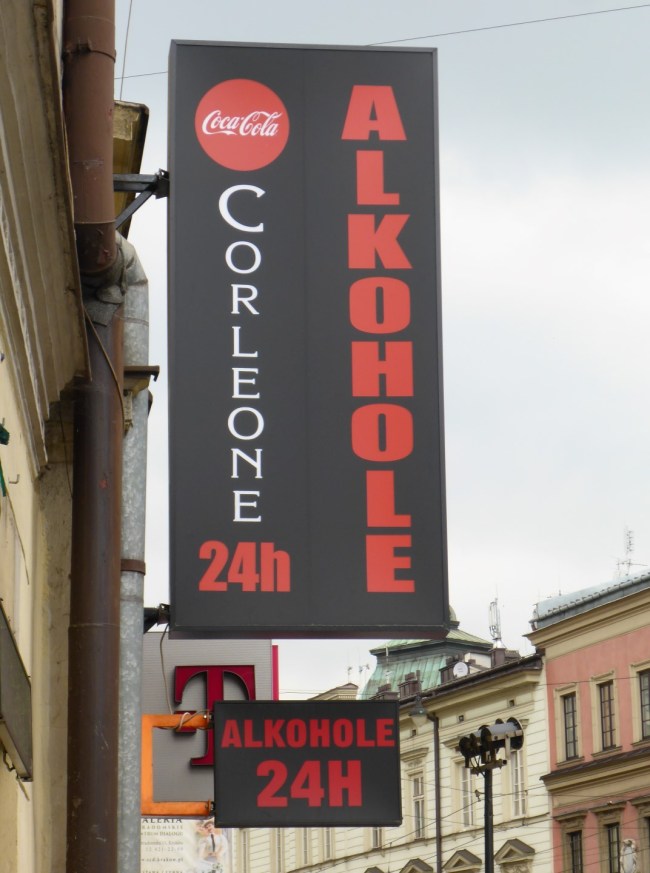 Coca-Cola
CORLEONE
24h
ALKOHOLE
T
ALKOHOLE
24H